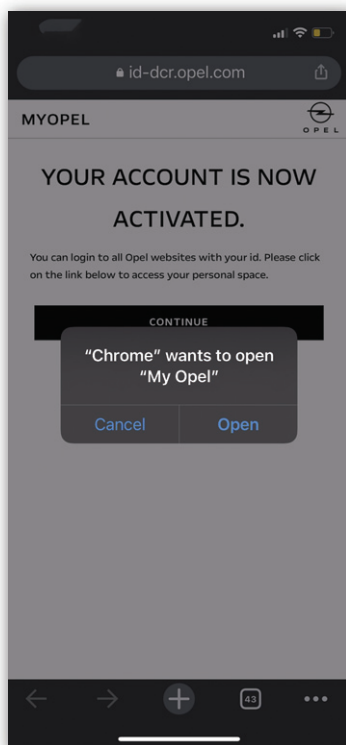 id-dcr.opel.com
MYOPEL
OPEL
YOUR ACCOUNT IS NOW
ACTIVATED.
You can login to all Opel websites with your id. Please click
on the link below to access your personal space.
CONTINUE
“Chrome” wants to open
“My Opel”
Cancel
Open
43